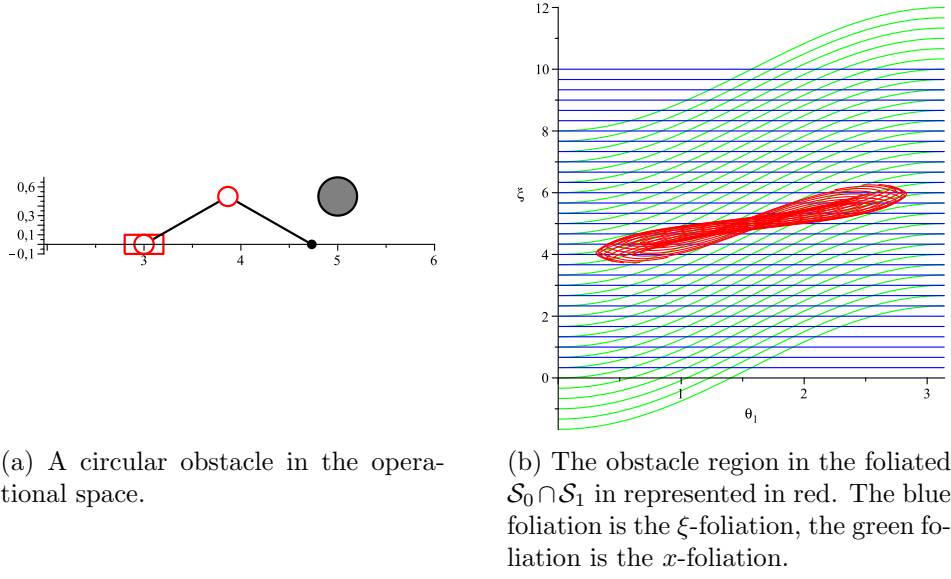 0,6
0,3
0,1
−0,1
3
4
5
6
12
10
8
ξ
6
4
2
0
1
2
3
θ1
(a) A circular obstacle in the opera-
tional space.
(b) The obstacle region in the foliated
S0 ∩ S1 in represented in red. The blue
foliation is the ξ-foliation, the green fo-
liation is the x-foliation.